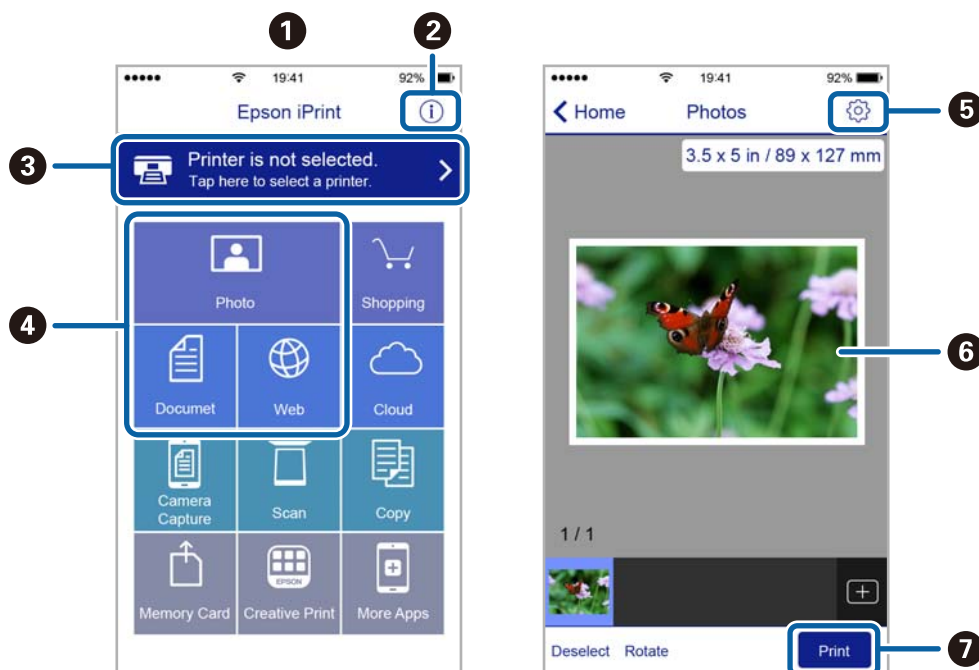 1
2
19:41
92%
Epson iPrint
3
Printer is not selected.
Tap here to select a printer.
4
Photo
Shopping
Documet
Web
Cloud
Camera
Capture
Scan
Copy
EPSON
Memory Card
Creative Print
More Apps
19:41
92%
Home
Photos
5
3.5 x 5 in / 89 x 127 mm
6
1 / 1
Deselect
Rotate
Print
7